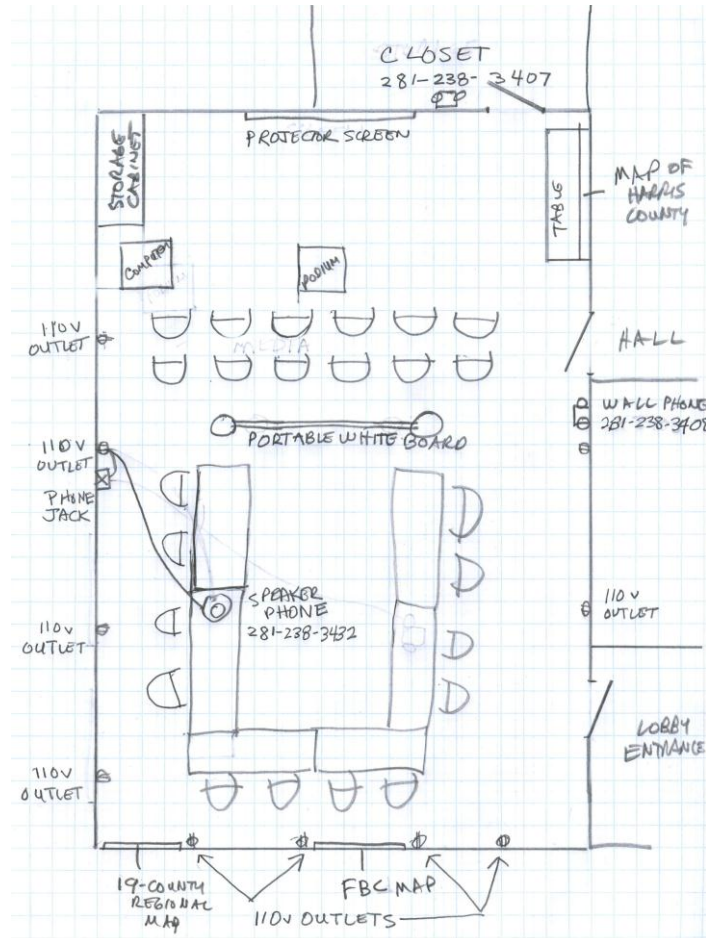 CLOSET
281-238-3407
PROJECTOR SCREEN
STORAGE
CABINET
TABLE
MAP OF
HARRIS
COUNTY
COMPUTER
PODIUM
110V
OUTLET
MEDIA
HALL
WALL PHONE
281-238-3408
PORTABLE WHITE BOARD
110V
OUTLET
PHONE
JACK
SPEAKER
PHONE
281-238-3432
110V
OUTLET
110V
OUTLET
LOBBY
ENTRANCE
110V
OUTLET
19-COUNTY
REGIONAL
MAP
FBC MAP
110V OUTLETS